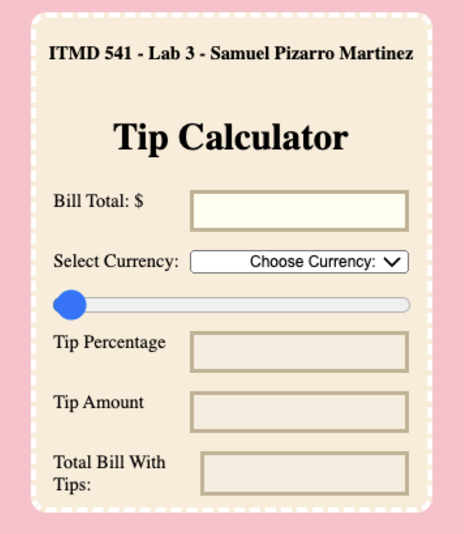 ITMD 541 - Lab 3 - Samuel Pizarro Martinez
Tip Calculator
Bill Total: $
Select Currency: Choose Currency:
Tip Percentage
Tip Amount
Total Bill With
Tips: